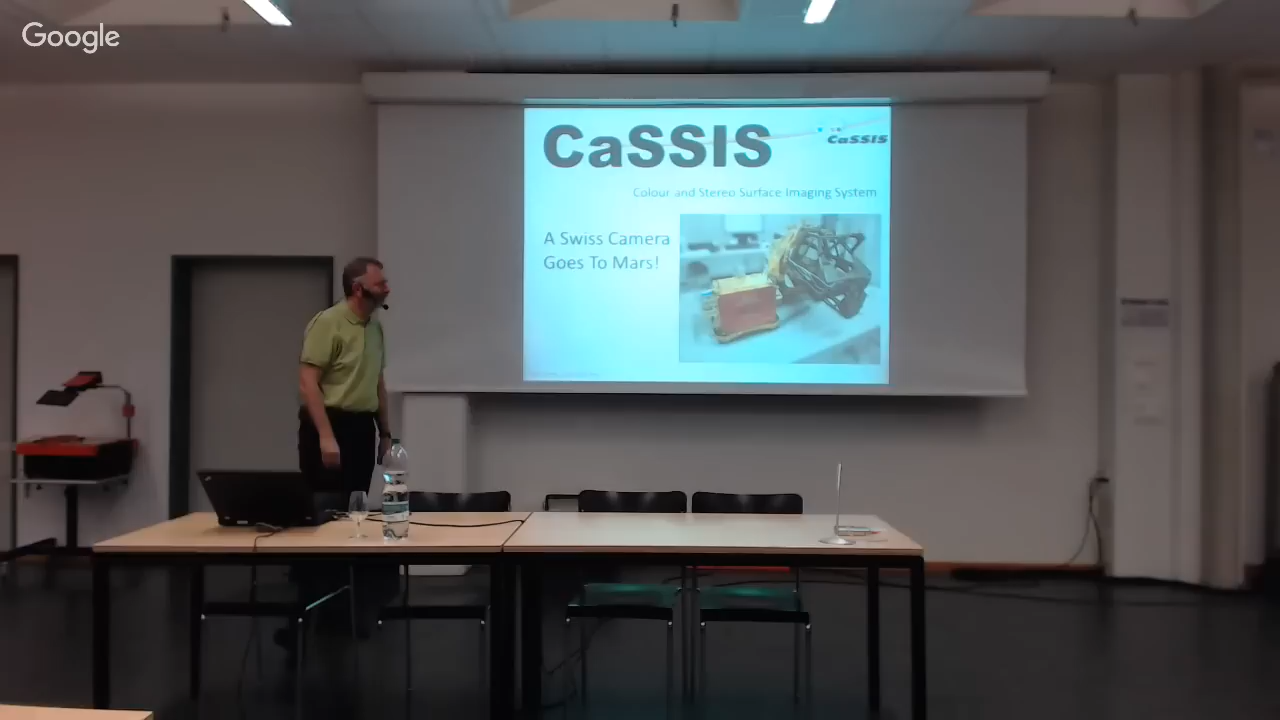 Google
CaSSIS
CaSSIS
Colour and Stereo Surface Imaging System
A Swiss Camera
Goes To Mars!